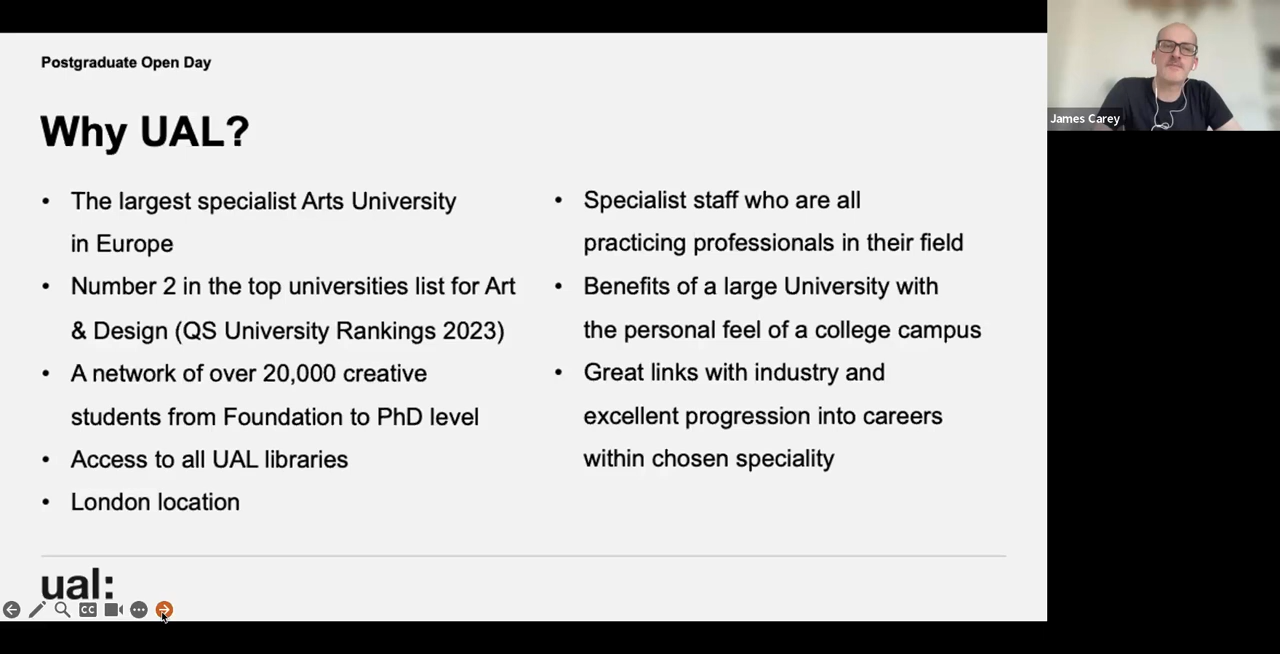 Postgraduate Open Day
Why UAL?
• The largest specialist Arts University
in Europe
• Number 2 in the top universities list for Art
& Design (QS University Rankings 2023)
• A network of over 20,000 creative
students from Foundation to PhD level
• Access to all UAL libraries
• London location
• Specialist staff who are all
practicing professionals in their field
• Benefits of a large University with
the personal feel of a college campus
• Great links with industry and
excellent progression into careers
within chosen speciality
ual:
CC
James Carey